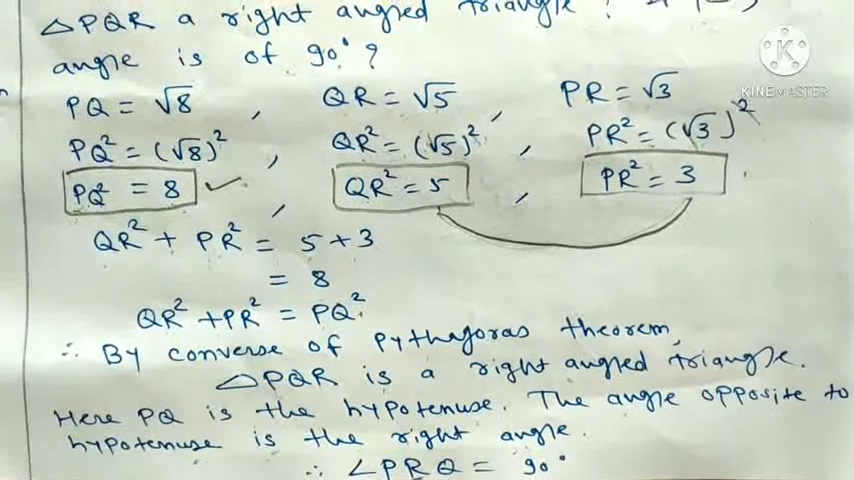 △PQR a right angled triangle?
angle is of 90°?
PQ = √8 , QR = √5 , PR = √3
PQ² = (√8)² , QR² = (√5)² , PR² = (√3)²
PQ² = 8 , QR² = 5 , PR² = 3
QR² + PR² = 5 + 3
= 8
QR² + PR² = PQ²
∴ By converse of Pythagoras theorem,
△PQR is a right angled triangle.
Here PQ is the hypotenuse. The angle opposite to
hypotenuse is the right angle.
∴ ∠PRQ = 90°
K
KINEMASTER